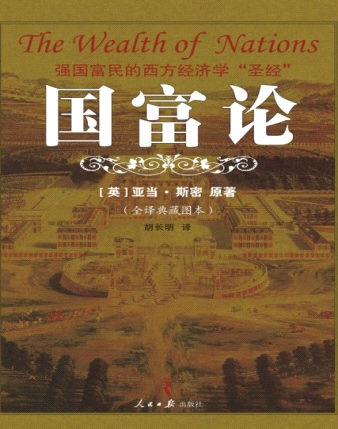 The Wealth of Nations
强国富民的西方经济学“圣经”
国富论
[英]亚当·斯密 原著
(全译典藏图本)
胡长明 译
人民日报出版社